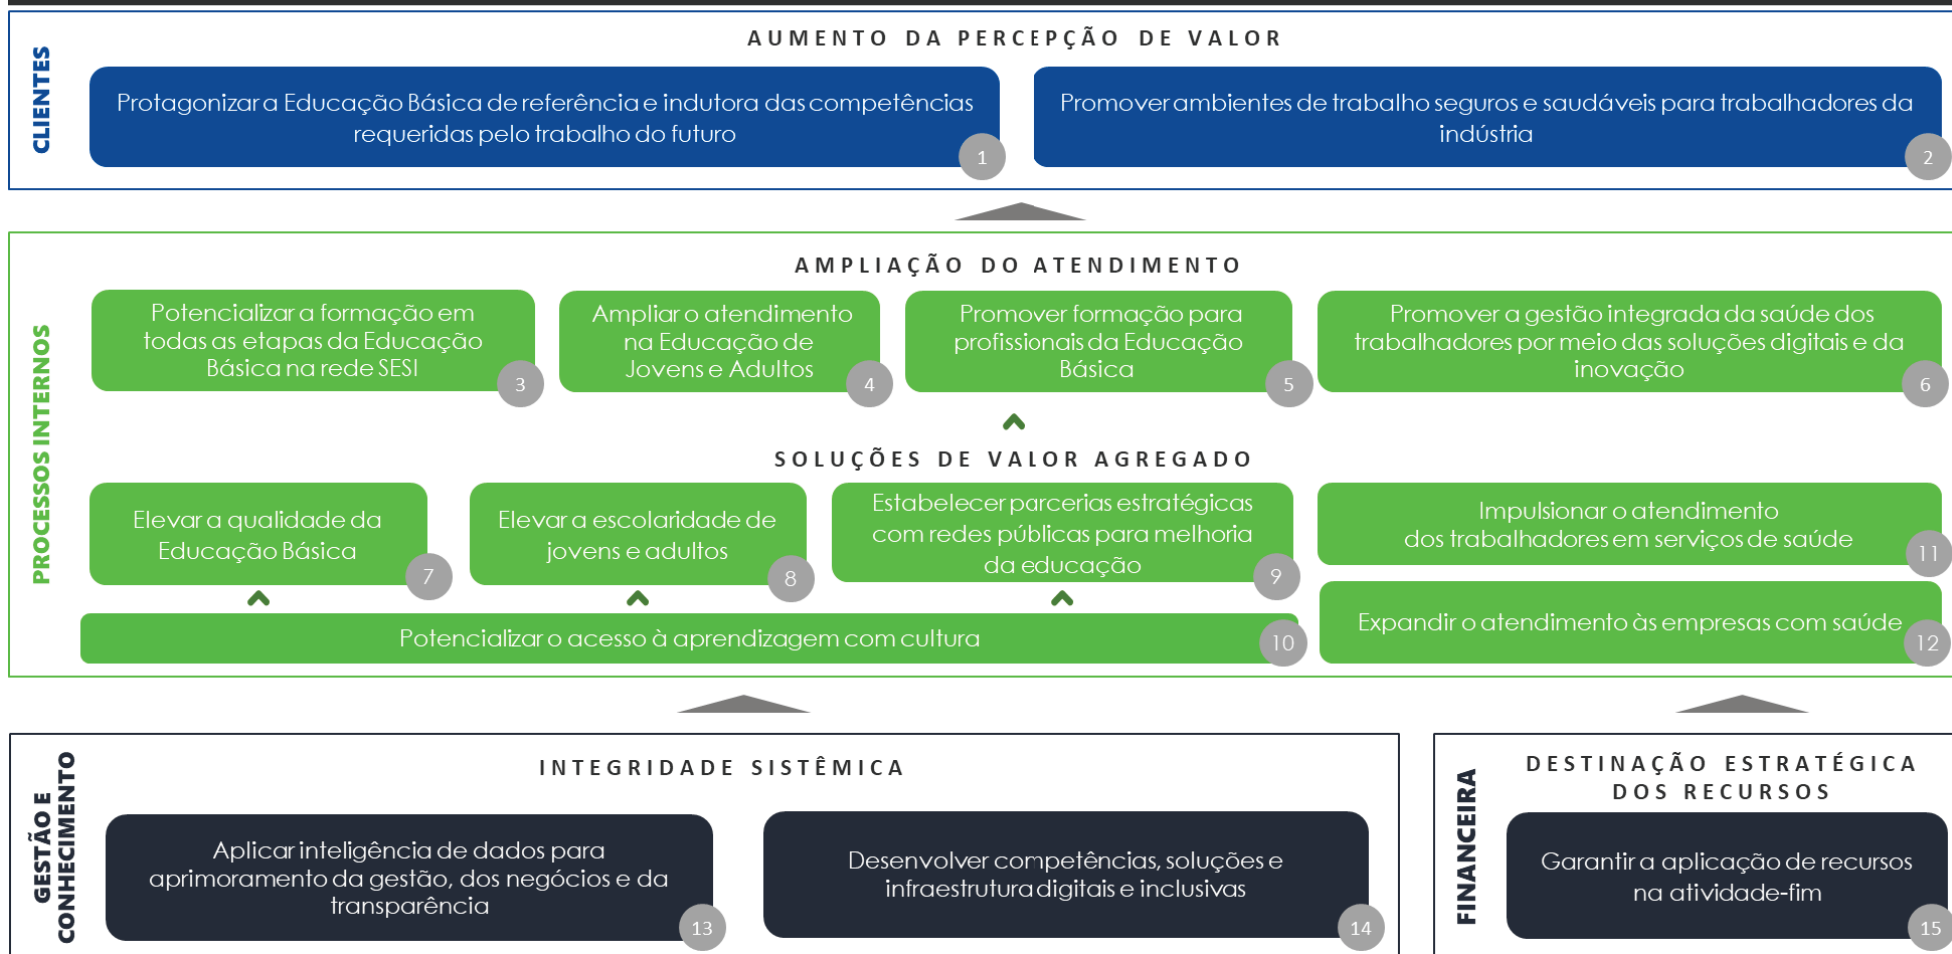 CLIENTES
AUMENTO DA PERCEPÇÃO DE VALOR
Protagonizar a Educação Básica de referência e indutora das competências
requeridas pelo trabalho do futuro
1
Promover ambientes de trabalho seguros e saudáveis para trabalhadores da
indústria
2
PROCESSOS INTERNOS
AMPLIAÇÃO DO ATENDIMENTO
Potencializar a formação em
todas as etapas da Educação
Básica na rede SESI
3
Ampliar o atendimento
na Educação de
Jovens e Adultos
4
Promover formação para
profissionais da Educação
Básica
5
Promover a gestão integrada da saúde dos
trabalhadores por meio das soluções digitais e da
inovação
6
SOLUÇÕES DE VALOR AGREGADO
Elevar a qualidade da
Educação Básica
7
Elevar a escolaridade de
jovens e adultos
8
Estabelecer parcerias estratégicas
com redes públicas para melhoria
da educação
9
Impulsionar o atendimento
dos trabalhadores em serviços de saúde
11
Potencializar o acesso à aprendizagem com cultura
10
Expandir o atendimento às empresas com saúde
12
GESTÃO E
CONHECIMENTO
INTEGRIDADE SISTÊMICA
Aplicar inteligência de dados para
aprimoramento da gestão, dos negócios e da
transparência
13
Desenvolver competências, soluções e
infraestrutura digitais e inclusivas
14
FINANCEIRA
DESTINAÇÃO ESTRATÉGICA
DOS RECURSOS
Garantir a aplicação de recursos
na atividade-fim
15